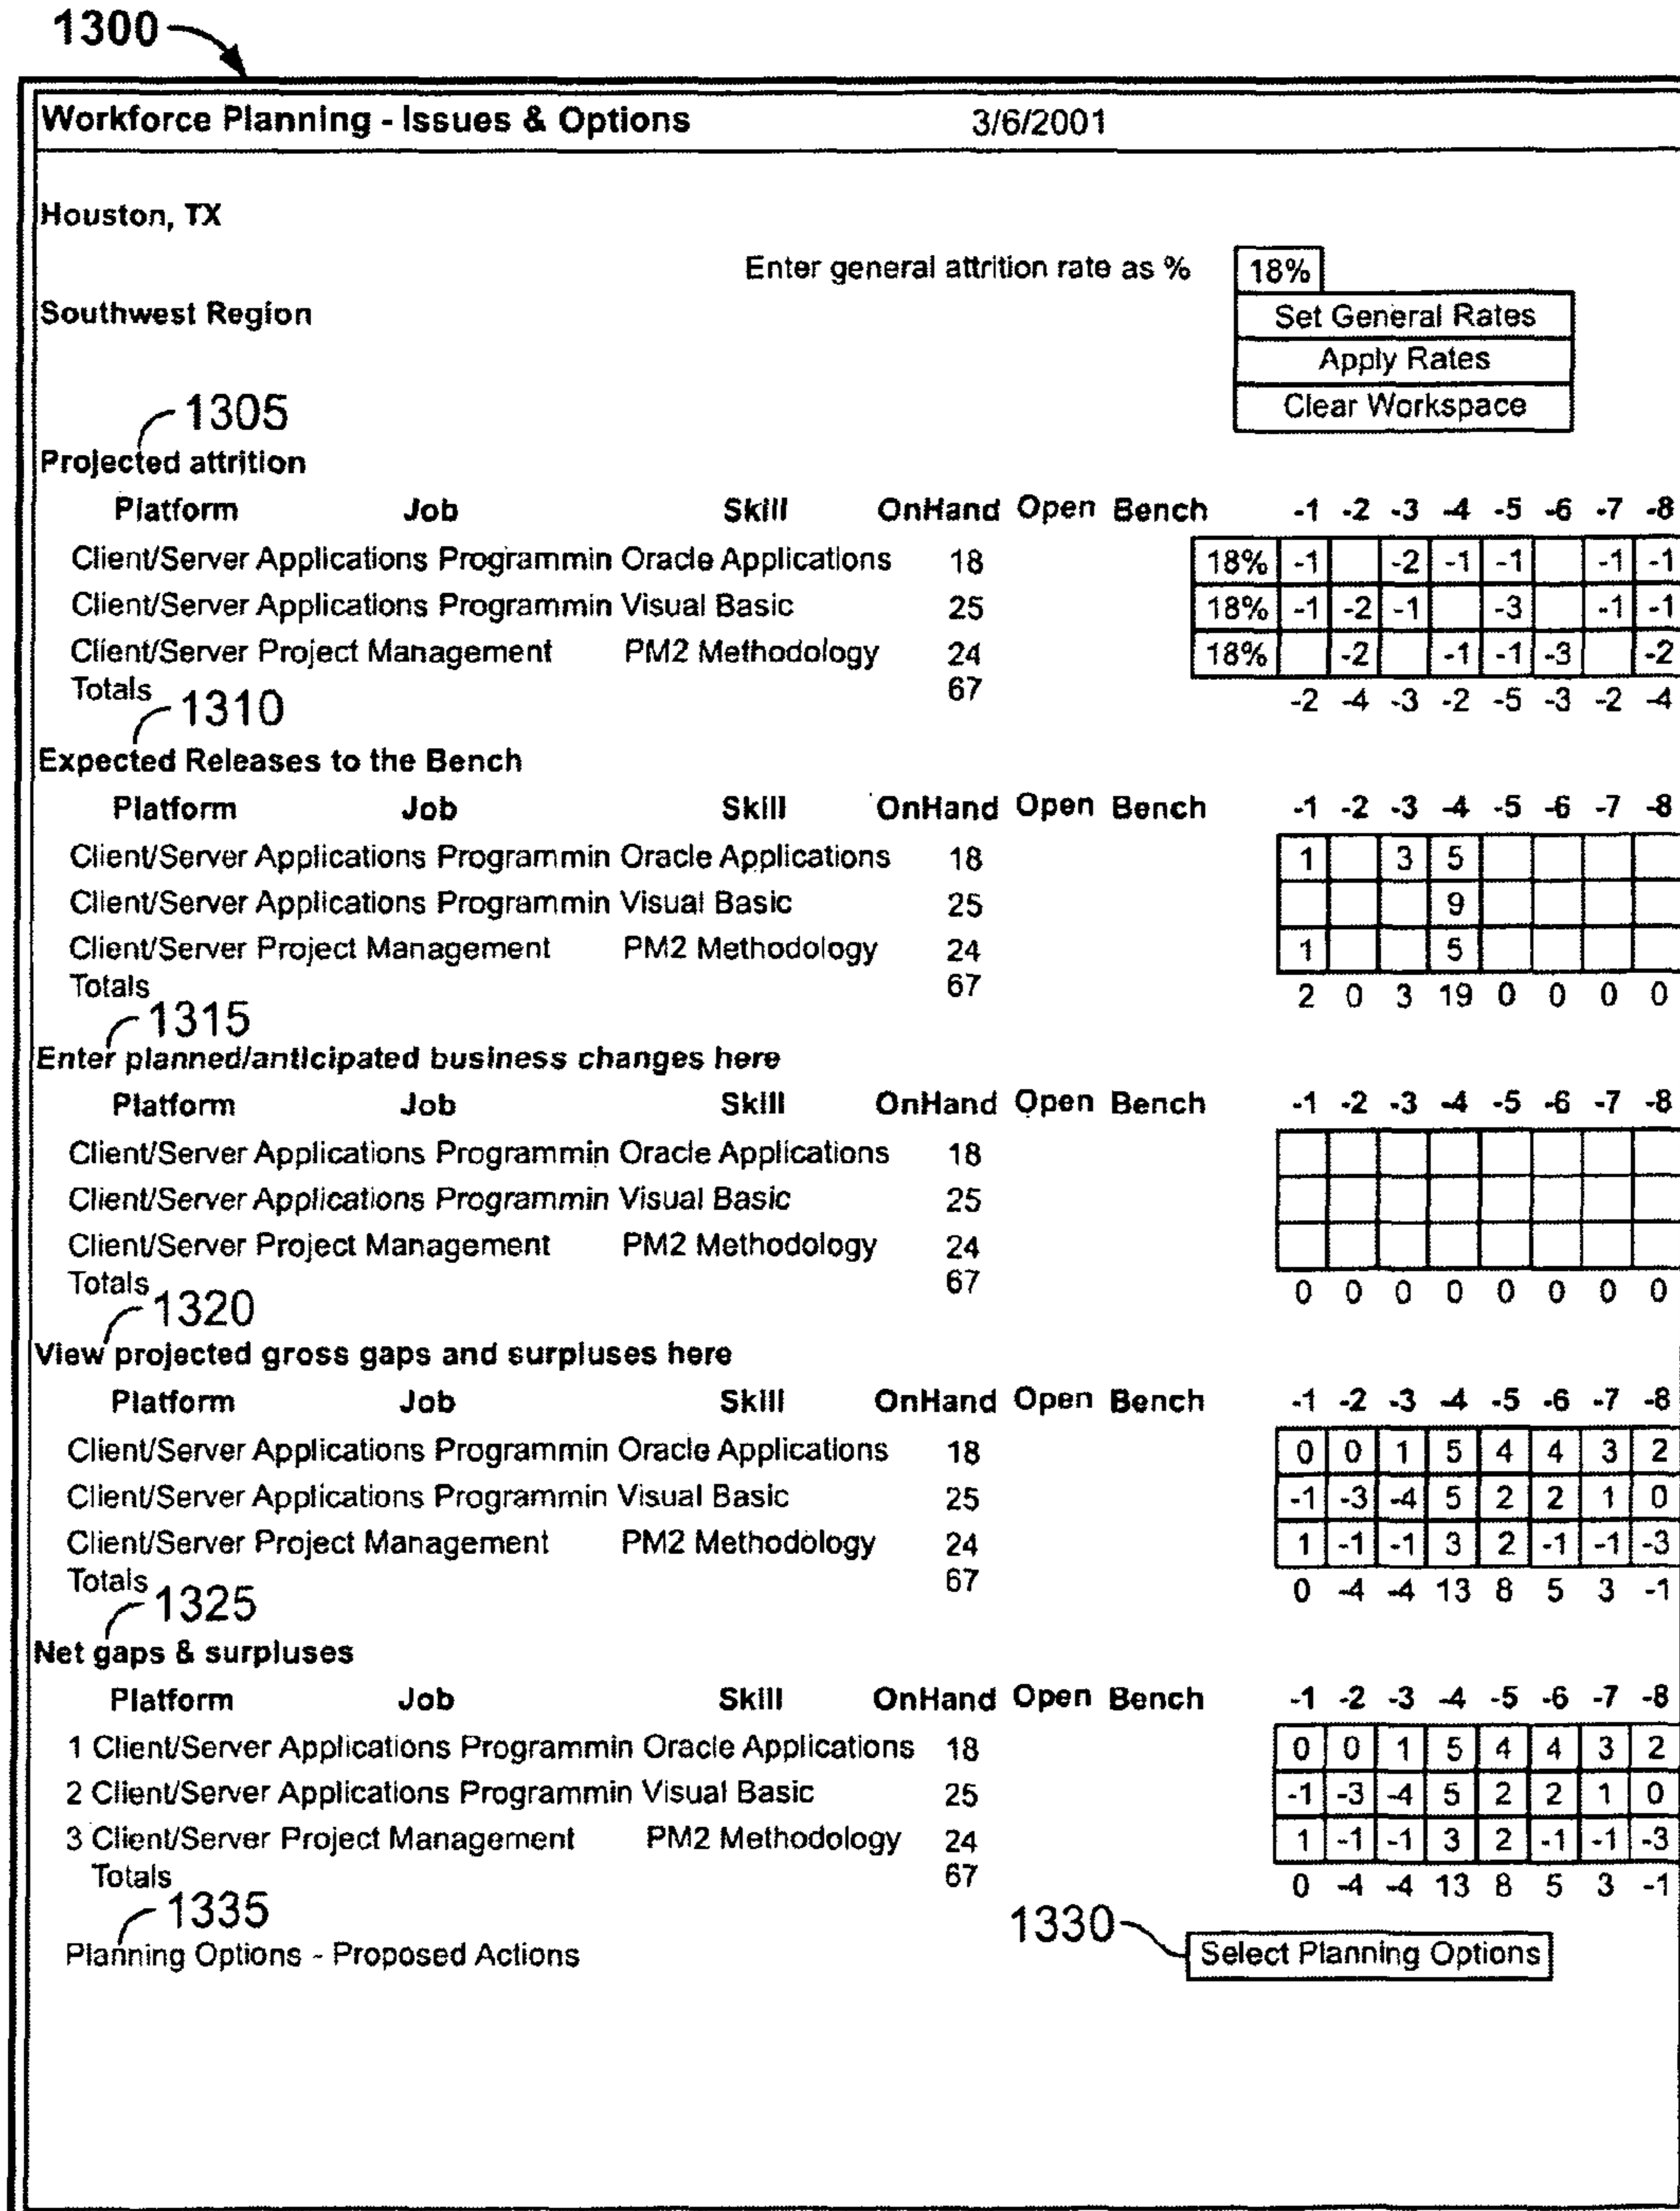 1300
Workforce Planning - Issues & Options 3/6/2001
Houston, TX
Enter general attrition rate as % 18%
Southwest Region Set General Rates
Apply Rates
Clear Workspace
1305
Projected attrition
Platform Job Skill OnHand Open Bench -1 -2 -3 -4 -5 -6 -7 -8
Client/Server Applications Programmin Oracle Applications 18 18% -1 -2 -1 -1 -1 -1
Client/Server Applications Programmin Visual Basic 25 18% -1 -2 -1 -3 -1 -1
Client/Server Project Management PM2 Methodology 24 18% -2 -1 -1 -3 -2
Totals 67 -2 -4 -3 -2 -5 -3 -2 -4
1310
Expected Releases to the Bench
Platform Job Skill OnHand Open Bench -1 -2 -3 -4 -5 -6 -7 -8
Client/Server Applications Programmin Oracle Applications 18 1 3 5
Client/Server Applications Programmin Visual Basic 25 9
Client/Server Project Management PM2 Methodology 24 1 5
Totals 67 2 0 3 19 0 0 0 0
1315
Enter planned/anticipated business changes here
Platform Job Skill OnHand Open Bench -1 -2 -3 -4 -5 -6 -7 -8
Client/Server Applications Programmin Oracle Applications 18
Client/Server Applications Programmin Visual Basic 25
Client/Server Project Management PM2 Methodology 24
Totals 67 0 0 0 0 0 0 0 0
1320
View projected gross gaps and surpluses here
Platform Job Skill OnHand Open Bench -1 -2 -3 -4 -5 -6 -7 -8
Client/Server Applications Programmin Oracle Applications 18 0 0 1 5 4 4 3 2
Client/Server Applications Programmin Visual Basic 25 -1 -3 -4 5 2 2 1 0
Client/Server Project Management PM2 Methodology 24 1 -1 -1 3 2 -1 -1 -3
Totals 67 0 -4 -4 13 8 5 3 -1
1325
Net gaps & surpluses
Platform Job Skill OnHand Open Bench -1 -2 -3 -4 -5 -6 -7 -8
1 Client/Server Applications Programmin Oracle Applications 18 0 0 1 5 4 4 3 2
2 Client/Server Applications Programmin Visual Basic 25 -1 -3 -4 5 2 2 1 0
3 Client/Server Project Management PM2 Methodology 24 1 -1 -1 3 2 -1 -1 -3
Totals 67 0 -4 -4 13 8 5 3 -1
1335 1330
Planning Options - Proposed Actions Select Planning Options